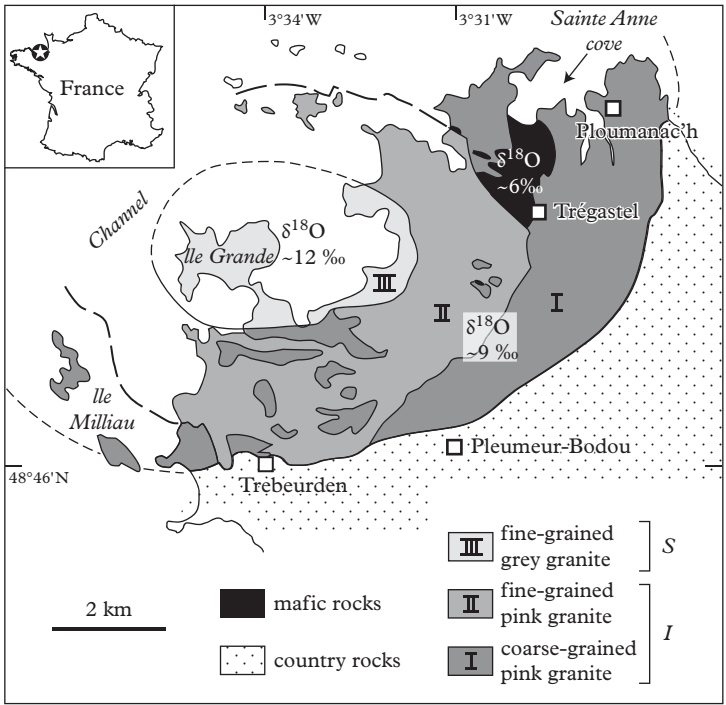 France
3°34'W
3°31'W
Sainte Anne
cove
Ploumanac'h
δ¹⁸O
~6‰
Trégastel
Channel
δ¹⁸O
~12 ‰
lle Grande
III
II
I
δ¹⁸O
~9 ‰
lle
Milliau
Pleumeur-Bodou
48°46'N
Trebeurden
2 km
mafic rocks
country rocks
III
fine-grained
grey granite
S
II
fine-grained
pink granite
I
I
coarse-grained
pink granite